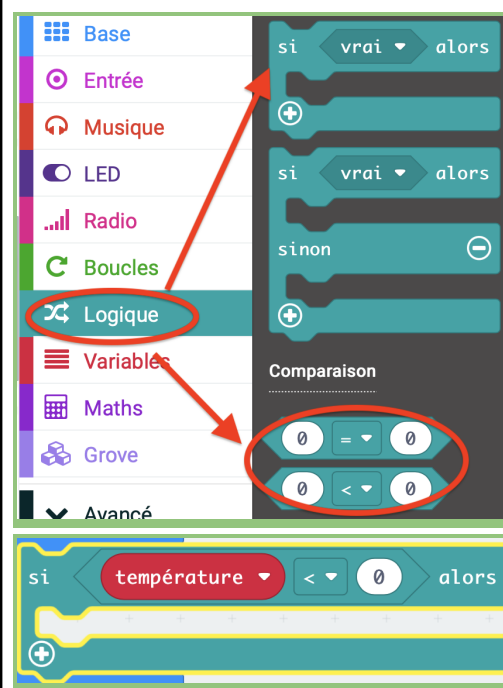 Base
Entrée
Musique
LED
Radio
Boucles
Logique
Variables
Maths
Grove
Avancé
si vrai alors
si vrai alors
sinon
Comparaison
0 = 0
0 < 0
si température < 0 alors